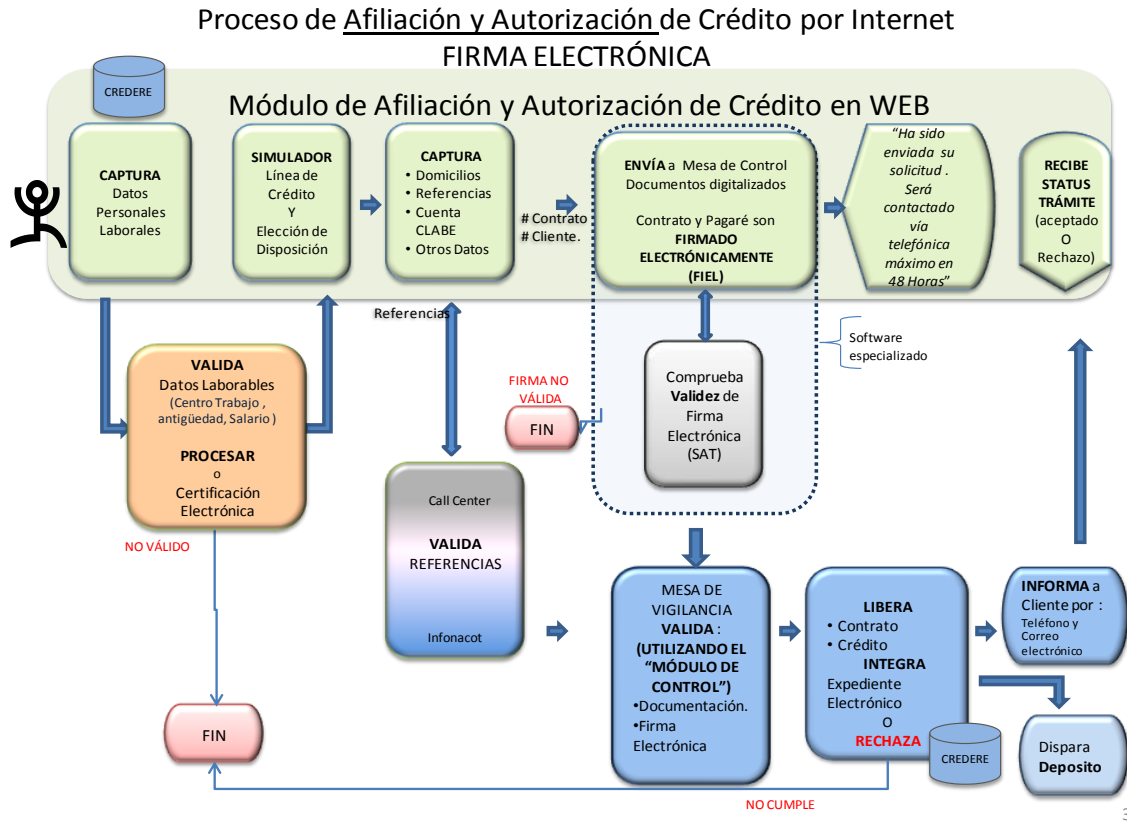 Proceso de Afiliación y Autorización de Crédito por Internet
FIRMA ELECTRÓNICA
CREDERE
Módulo de Afiliación y Autorización de Crédito en WEB
CAPTURA
Datos
Personales
Laborales
SIMULADOR
Línea de
Crédito
Y
Elección de
Disposición
CAPTURA
• Domicilios
• Referencias
• Cuenta
CLABE
• Otros Datos
# Contrato
# Cliente.
ENVÍA a Mesa de Control
Documentos digitalizados
Contrato y Pagaré son
FIRMADO
ELECTRÓNICAMENTE
(FIEL)
“Ha sido
enviada su
solicitud .
Será
contactado
vía
telefónica
máximo en
48 Horas”
RECIBE
STATUS
TRÁMITE
(aceptado
O
Rechazo)
Referencias
VALIDA
Datos Laborables
(Centro Trabajo ,
antigüedad, Salario )
PROCESAR
o
Certificación
Electrónica
NO VÁLIDO
FIRMA NO
VÁLIDA
FIN
Comprueba
Validez de
Firma
Electrónica
(SAT)
Software
especializado
Call Center
VALIDA
REFERENCIAS
Infonacot
MESA DE
VIGILANCIA
VALIDA :
(UTILIZANDO EL
“MÓDULO DE
CONTROL”)
•Documentación.
•Firma
Electrónica
LIBERA
• Contrato
• Crédito
INTEGRA
Expediente
Electrónico
O
RECHAZA
CREDERE
INFORMA a
Cliente por :
Teléfono y
Correo
electrónico
Dispara
Deposito
FIN
NO CUMPLE
3